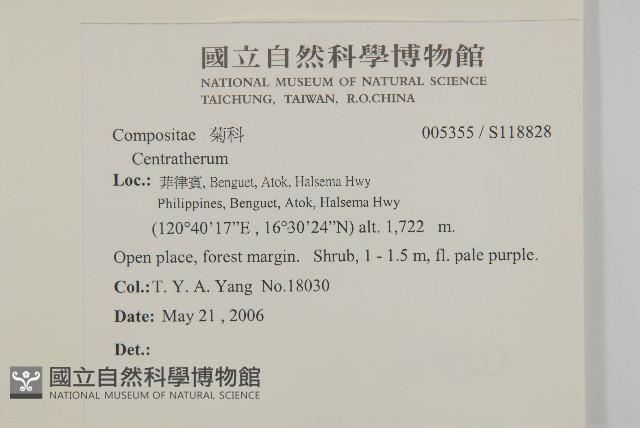 國立自然科學博物館
NATIONAL MUSEUM OF NATURAL SCIENCE
TAICHUNG, TAIWAN, R.O.CHINA
Compositae 菊科 005355 / S118828
Centratherum
Loc.: 菲律賓, Benguet, Atok, Halsema Hwy
Philippines, Benguet, Atok, Halsema Hwy
(120°40'17”E , 16°30'24”N) alt. 1,722 m.
Open place, forest margin. Shrub, 1 - 1.5 m, fl. pale purple.
Col.: T. Y. A. Yang No.18030
Date: May 21 , 2006
Det.:
國立自然科學博物館
NATIONAL MUSEUM OF NATURAL SCIENCE